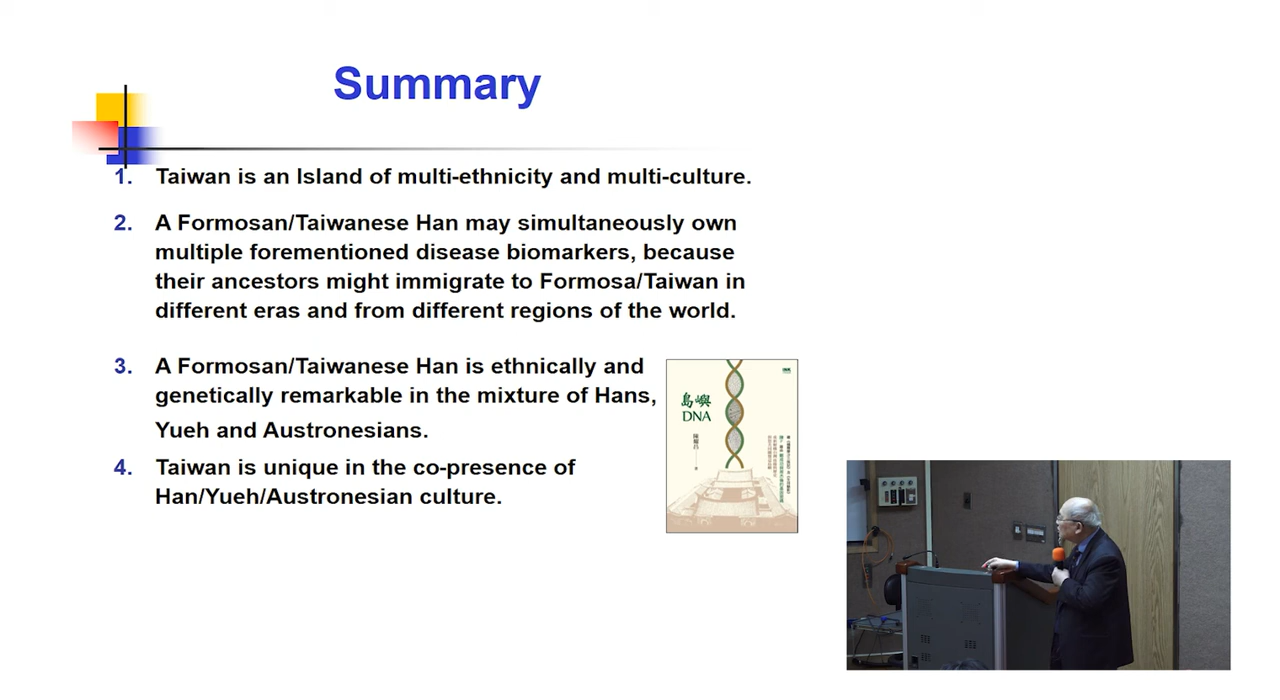 Summary
1. Taiwan is an Island of multi-ethnicity and multi-culture.
2. A Formosan/Taiwanese Han may simultaneously own
multiple forementioned disease biomarkers, because
their ancestors might immigrate to Formosa/Taiwan in
different eras and from different regions of the world.
3. A Formosan/Taiwanese Han is ethnically and
genetically remarkable in the mixture of Hans,
Yueh and Austronesians.
4. Taiwan is unique in the co-presence of
Han/Yueh/Austronesian culture.
島嶼
DNA